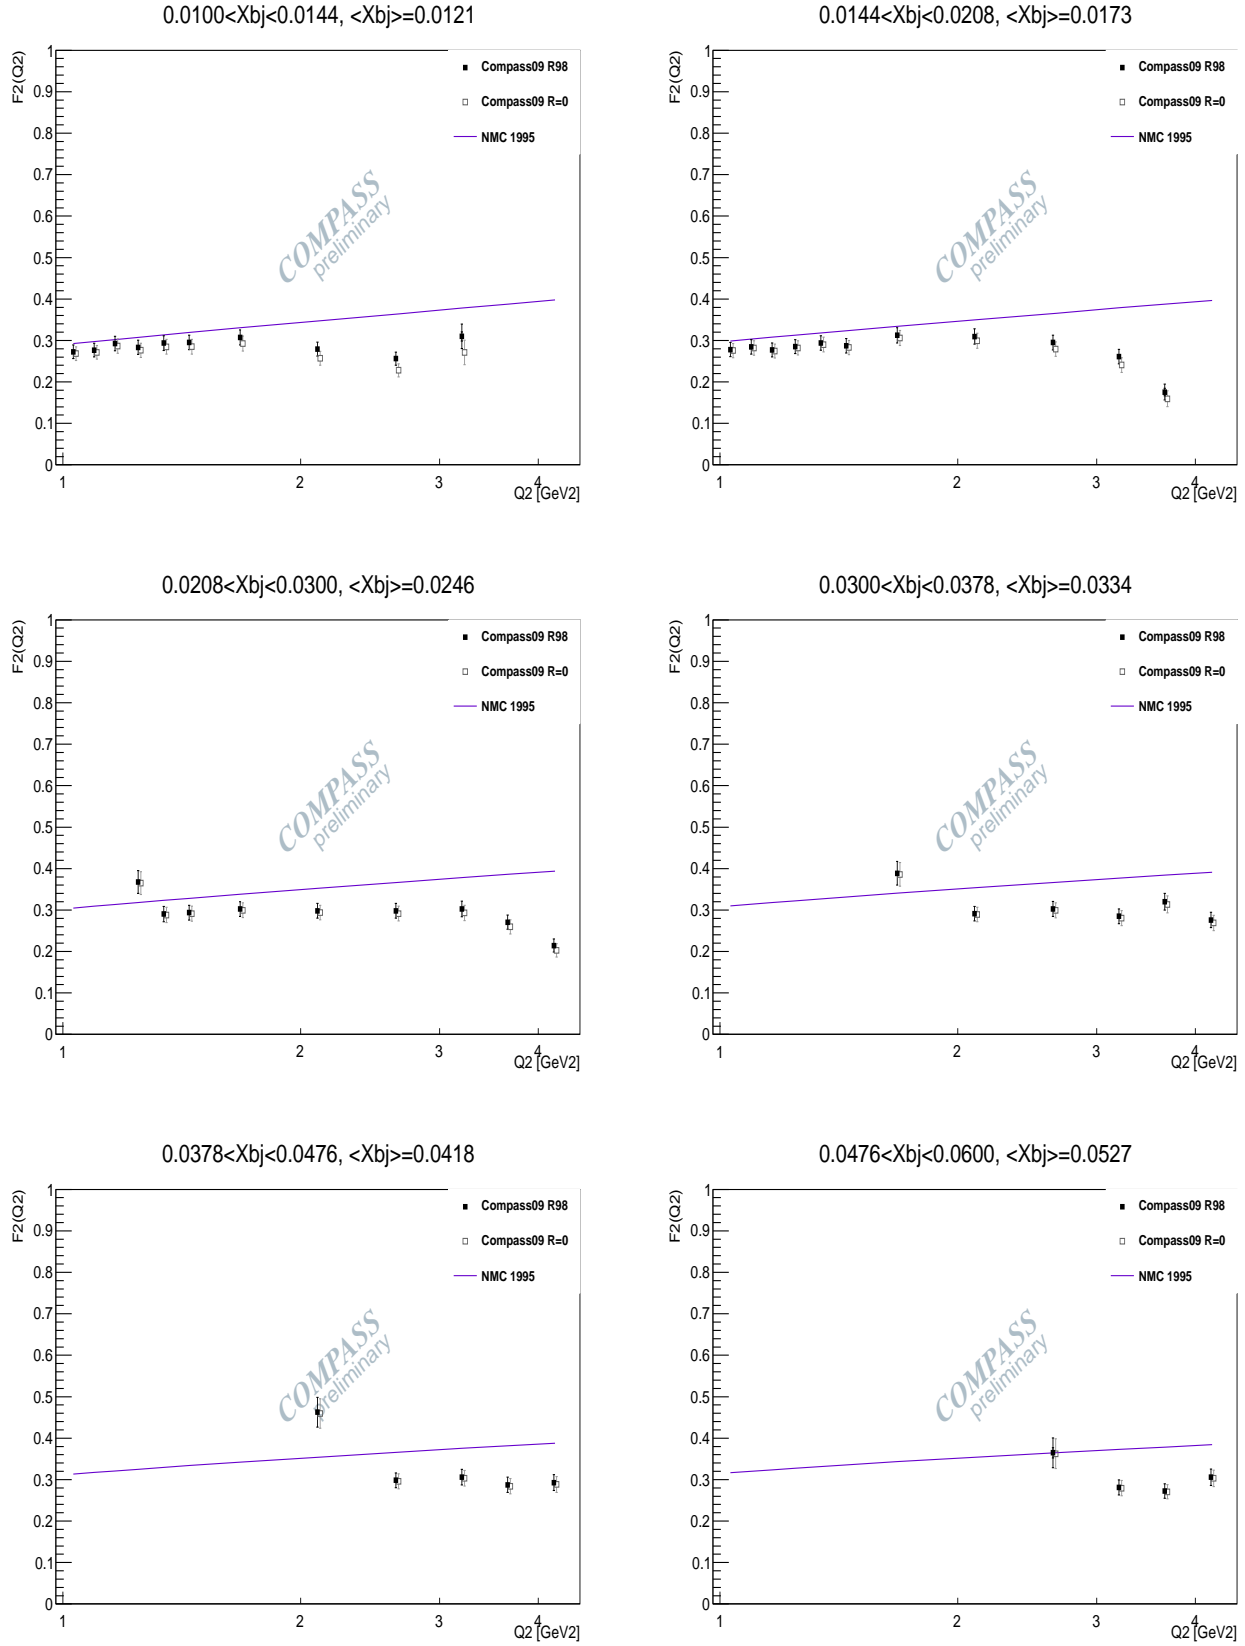 0.0100<Xbj<0.0144, <Xbj>=0.0121
F2(Q2)
1
0.9
0.8
0.7
0.6
0.5
0.4
0.3
0.2
0.1
0
1
2
3
4
Q2 [GeV2]
Compass09 R98
Compass09 R=0
NMC 1995
COMPASS
preliminary
0.0144<Xbj<0.0208, <Xbj>=0.0173
F2(Q2)
1
0.9
0.8
0.7
0.6
0.5
0.4
0.3
0.2
0.1
0
1
2
3
4
Q2 [GeV2]
Compass09 R98
Compass09 R=0
NMC 1995
COMPASS
preliminary
0.0208<Xbj<0.0300, <Xbj>=0.0246
F2(Q2)
1
0.9
0.8
0.7
0.6
0.5
0.4
0.3
0.2
0.1
0
1
2
3
4
Q2 [GeV2]
Compass09 R98
Compass09 R=0
NMC 1995
COMPASS
preliminary
0.0300<Xbj<0.0378, <Xbj>=0.0334
F2(Q2)
1
0.9
0.8
0.7
0.6
0.5
0.4
0.3
0.2
0.1
0
1
2
3
4
Q2 [GeV2]
Compass09 R98
Compass09 R=0
NMC 1995
COMPASS
preliminary
0.0378<Xbj<0.0476, <Xbj>=0.0418
F2(Q2)
1
0.9
0.8
0.7
0.6
0.5
0.4
0.3
0.2
0.1
0
1
2
3
4
Q2 [GeV2]
Compass09 R98
Compass09 R=0
NMC 1995
COMPASS
preliminary
0.0476<Xbj<0.0600, <Xbj>=0.0527
F2(Q2)
1
0.9
0.8
0.7
0.6
0.5
0.4
0.3
0.2
0.1
0
1
2
3
4
Q2 [GeV2]
Compass09 R98
Compass09 R=0
NMC 1995
COMPASS
preliminary